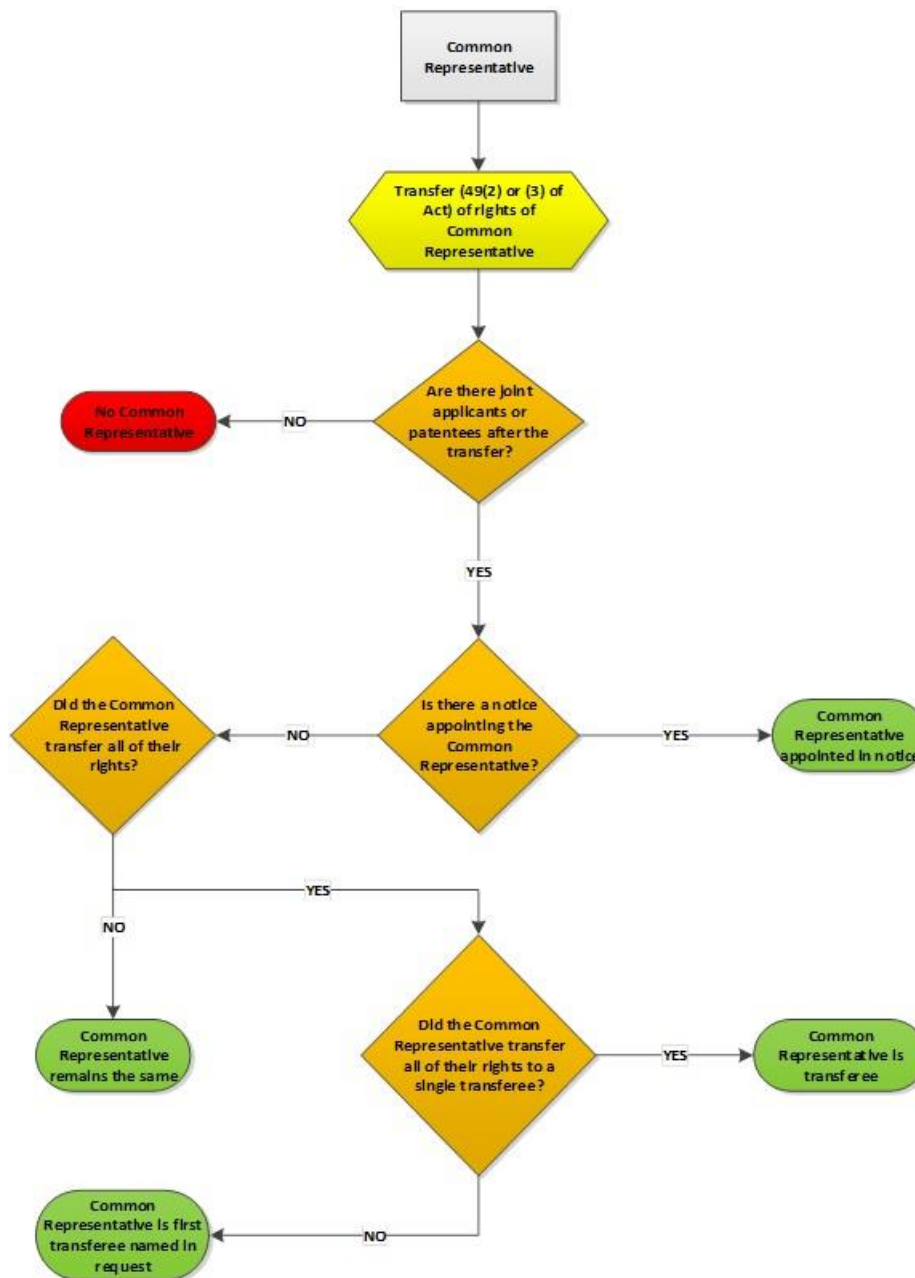 Common
Representative
Transfer (49(2) or (3) of
Act) of rights of
Common
Representative
Are there joint
applicants or
patentees after the
transfer?
NO
No Common
Representative
YES
Is there a notice
appointing the
Common
Representative?
NO
YES
Did the Common
Representative
transfer all of their
rights?
Common
Representative
appointed in notice
YES
NO
Common
Representative
remains the same
Did the Common
Representative transfer
all of their rights to a
single transferee?
YES
Common
Representative is
transferee
NO
Common
Representative is first
transferee named in
request